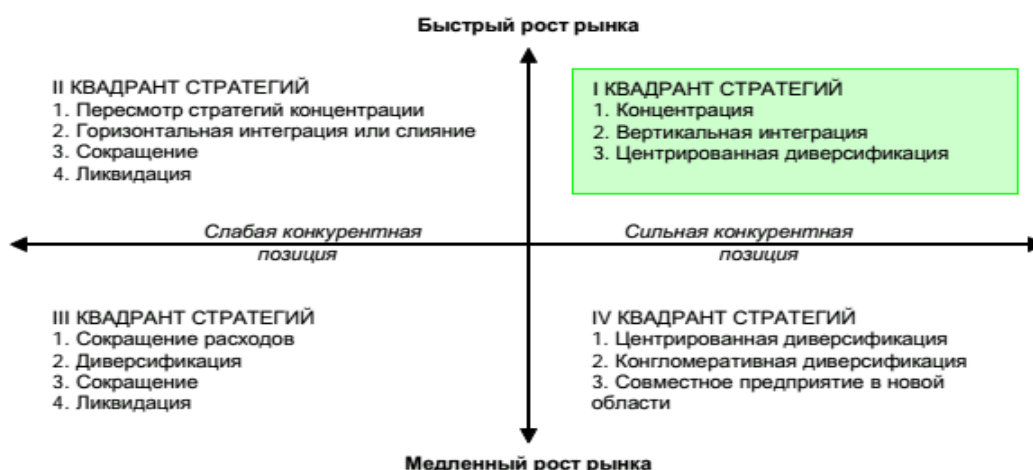 Быстрый рост рынка
II КВАДРАНТ СТРАТЕГИЙ
1. Пересмотр стратегий концентрации
2. Горизонтальная интеграция или слияние
3. Сокращение
4. Ликвидация
I КВАДРАНТ СТРАТЕГИЙ
1. Концентрация
2. Вертикальная интеграция
3. Центрированная диверсификация
Слабая конкурентная
позиция
Сильная конкурентная
позиция
III КВАДРАНТ СТРАТЕГИЙ
1. Сокращение расходов
2. Диверсификация
3. Сокращение
4. Ликвидация
IV КВАДРАНТ СТРАТЕГИЙ
1. Центрированная диверсификация
2. Конгломеративная диверсификация
3. Совместное предприятие в новой
области
Медленный рост рынка